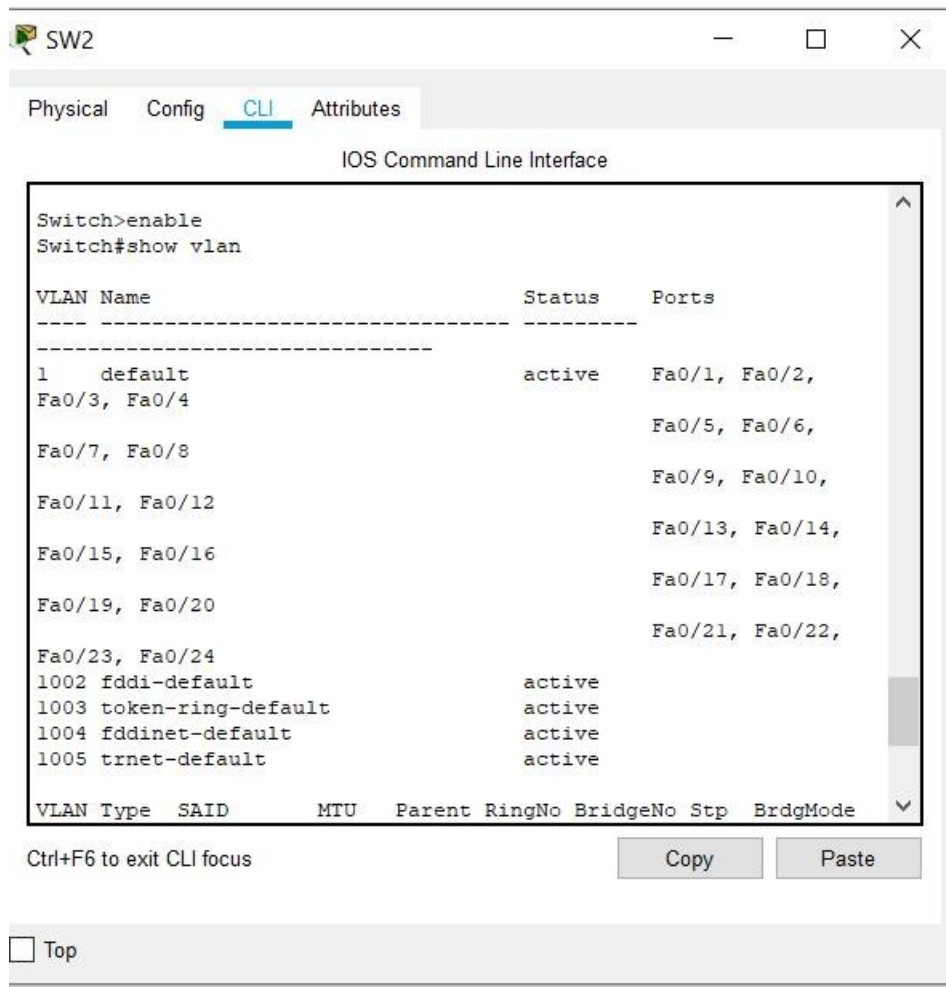 SW2
Physical Config CLI Attributes
IOS Command Line Interface
Switch>enable
Switch#show vlan
VLAN Name                             Status    Ports
---- -------------------------------- ---------
-------------------------------
1    default                          active    Fa0/1, Fa0/2,
Fa0/3, Fa0/4
                                                Fa0/5, Fa0/6,
Fa0/7, Fa0/8
                                                Fa0/9, Fa0/10,
Fa0/11, Fa0/12
                                                Fa0/13, Fa0/14,
Fa0/15, Fa0/16
                                                Fa0/17, Fa0/18,
Fa0/19, Fa0/20
                                                Fa0/21, Fa0/22,
Fa0/23, Fa0/24
1002 fddi-default                     active
1003 token-ring-default               active
1004 fddinet-default                  active
1005 trnet-default                    active
VLAN Type  SAID       MTU   Parent RingNo BridgeNo Stp  BrdgMode
Ctrl+F6 to exit CLI focus Copy Paste
Top